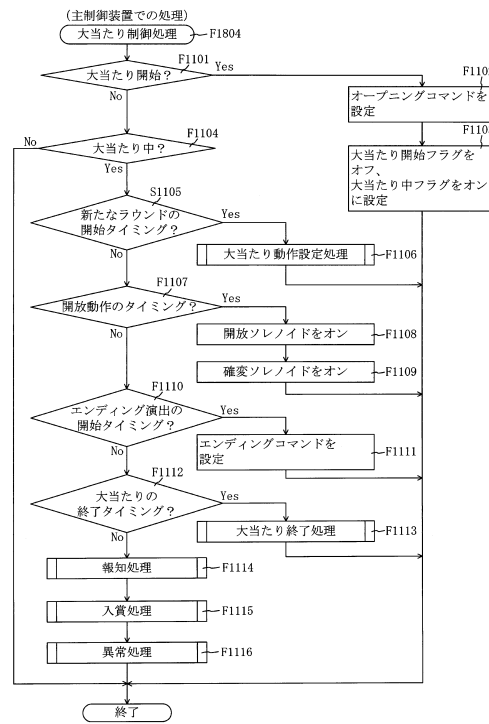 (主制御装置での処理)
大当たり制御処理
F1804
F1101
大当たり開始？
Yes
No
オープニングコマンドを
設定
大当たり開始フラグを
オフ、
大当たり中フラグをオン
に設定
No
F1104
大当たり中？
Yes
S1105
新たなラウンドの
開始タイミング？
Yes
No
大当たり動作設定処理
F1106
F1107
開放動作のタイミング？
Yes
No
開放ソレノイドをオン
F1108
確変ソレノイドをオン
F1109
F1110
エンディング演出の
開始タイミング？
Yes
No
エンディングコマンドを
設定
F1111
F1112
大当たりの
終了タイミング？
Yes
No
大当たり終了処理
F1113
報知処理
F1114
入賞処理
F1115
異常処理
F1116
終了